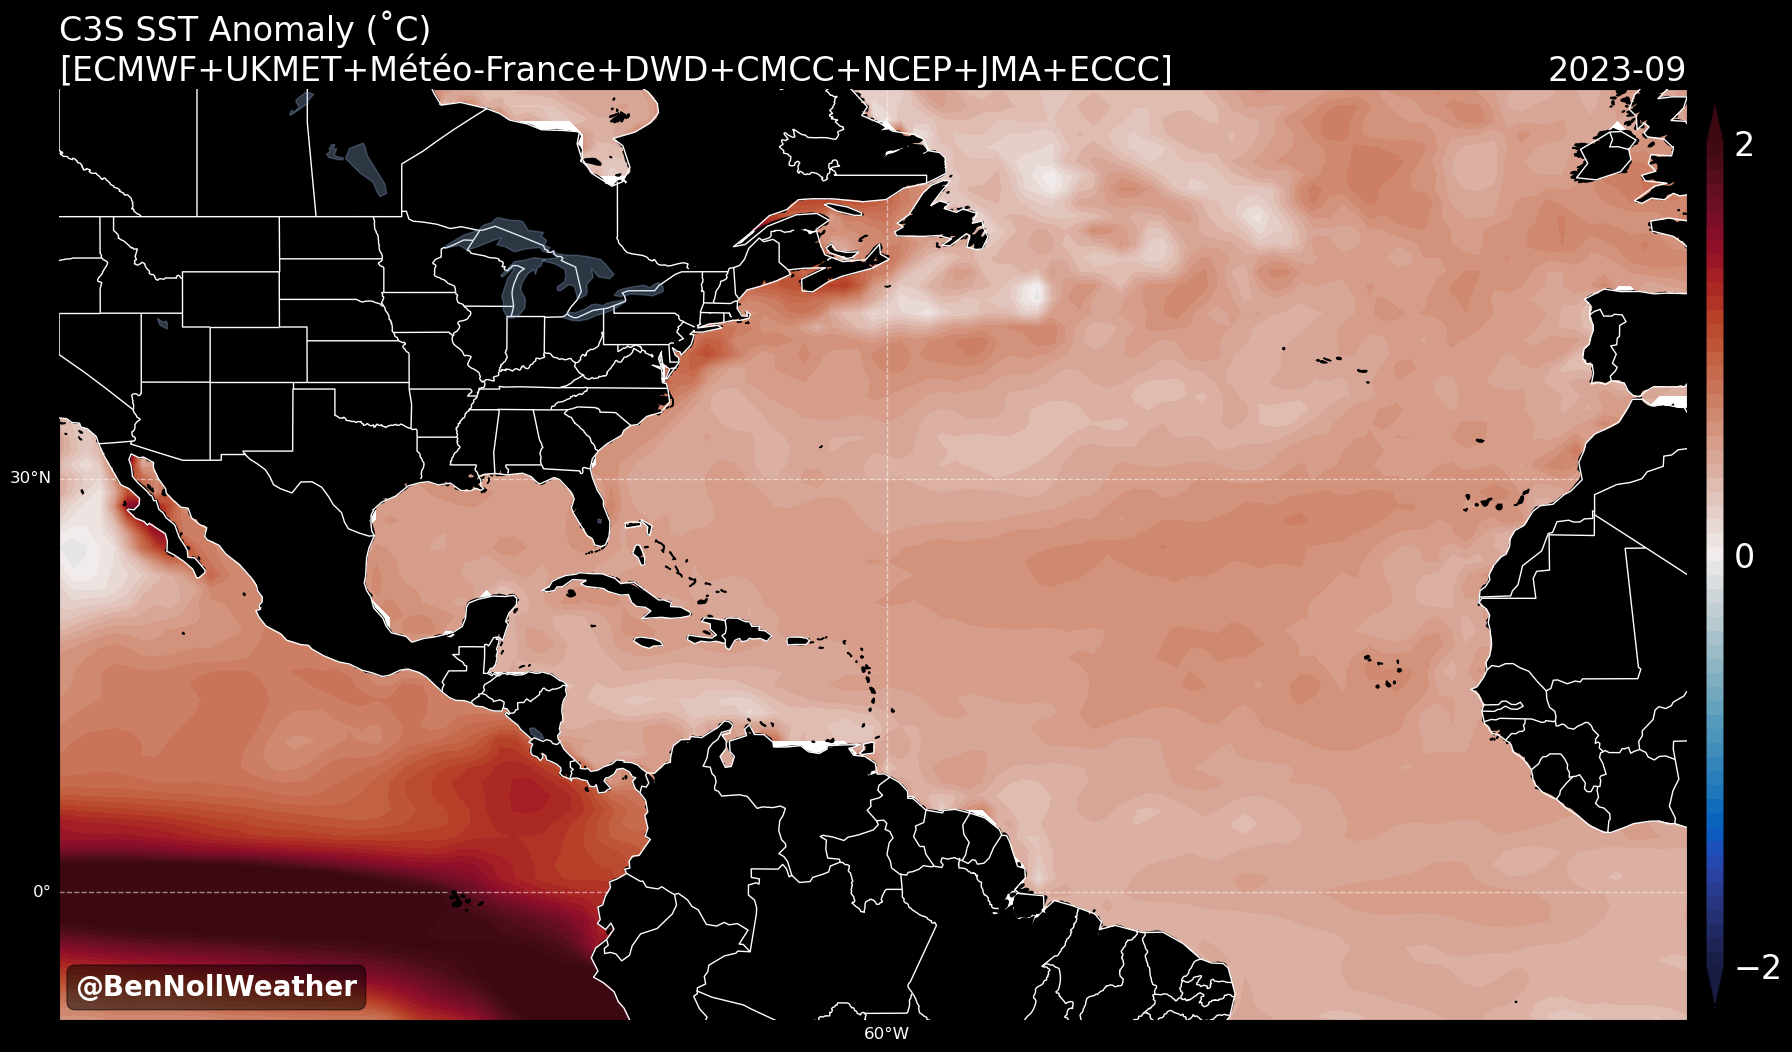 C3S SST Anomaly (˚C)
[ECMWF+UKMET+Météo-France+DWD+CMCC+NCEP+JMA+ECCC]
2023-09
2
30°N
0
0°
−2
@BenNollWeather
60°W